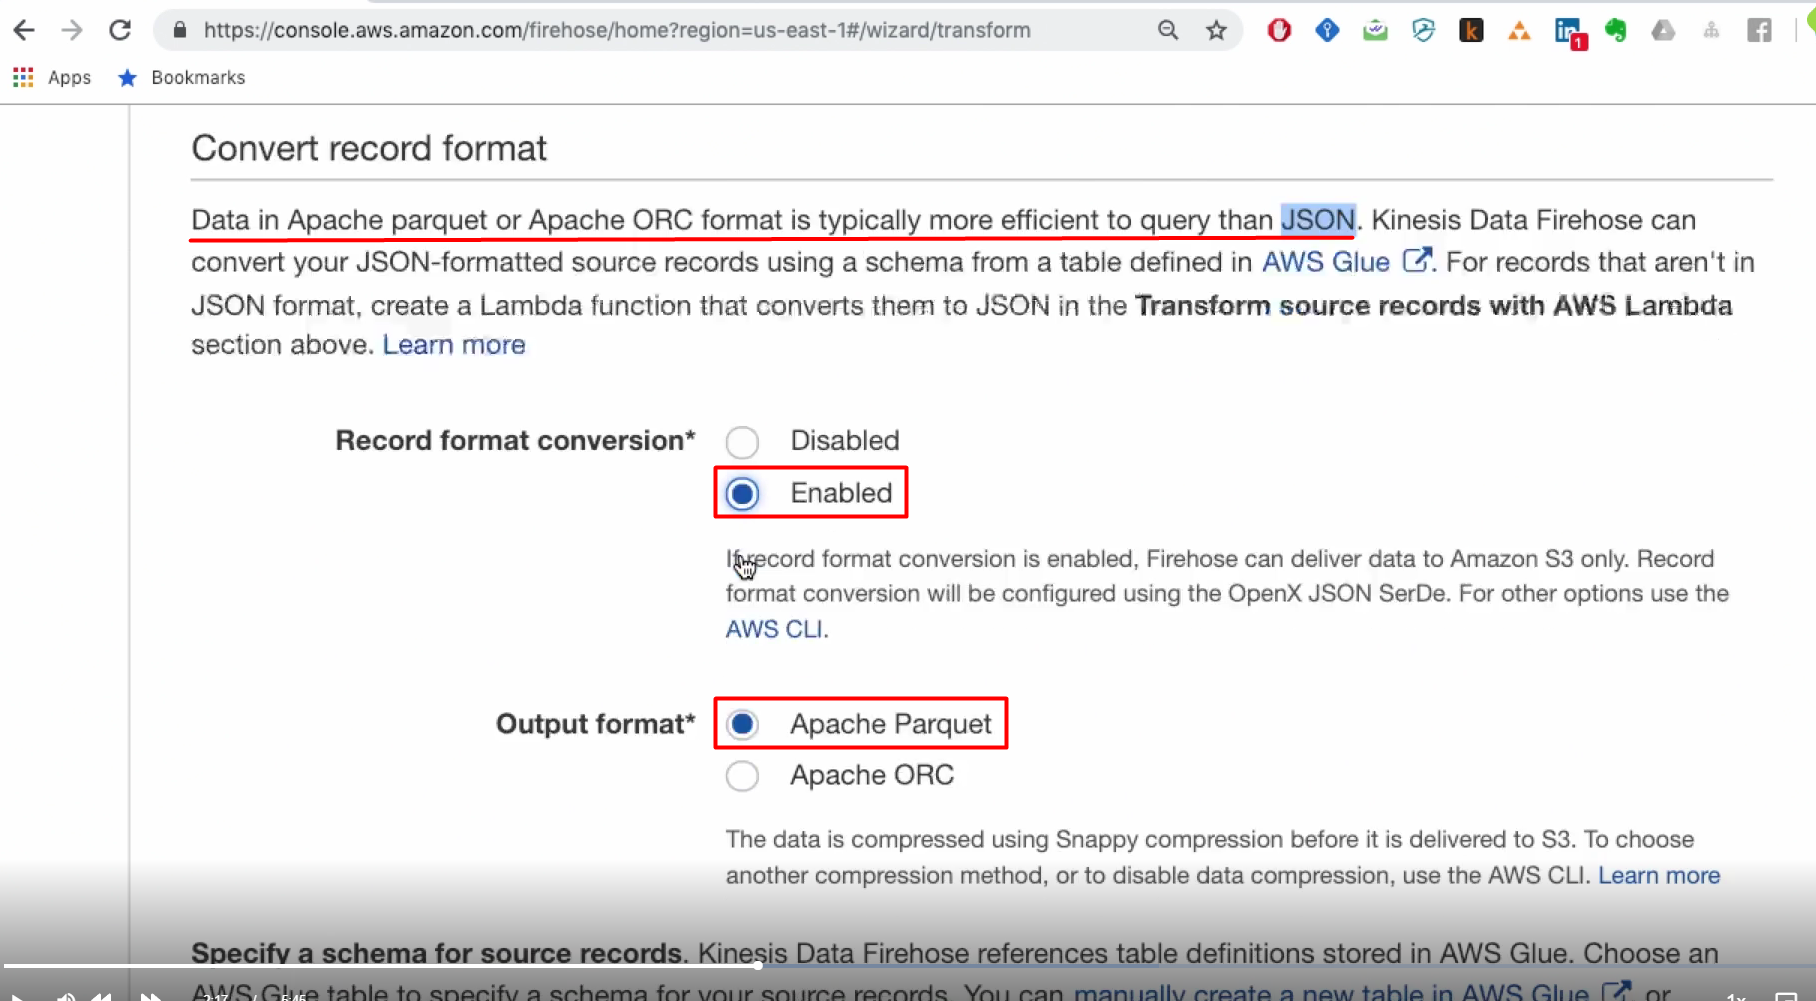 https://console.aws.amazon.com/firehose/home?region=us-east-1#/wizard/transform
k
in
1
Apps
Bookmarks
Convert record format
Data in Apache parquet or Apache ORC format is typically more efficient to query than JSON. Kinesis Data Firehose can
convert your JSON-formatted source records using a schema from a table defined in AWS Glue. For records that aren't in
JSON format, create a Lambda function that converts them to JSON in the Transform source records with AWS Lambda
section above. Learn more
Record format conversion*
Disabled
Enabled
If record format conversion is enabled, Firehose can deliver data to Amazon S3 only. Record
format conversion will be configured using the OpenX JSON SerDe. For other options use the
AWS CLI.
Output format*
Apache Parquet
Apache ORC
The data is compressed using Snappy compression before it is delivered to S3. To choose
another compression method, or to disable data compression, use the AWS CLI. Learn more
Specify a schema for source records. Kinesis Data Firehose references table definitions stored in AWS Glue. Choose an
AWS Glue table to specify a schema for your source records. You can manually create a new table in AWS Glue or
2:17 / 5:45
1x